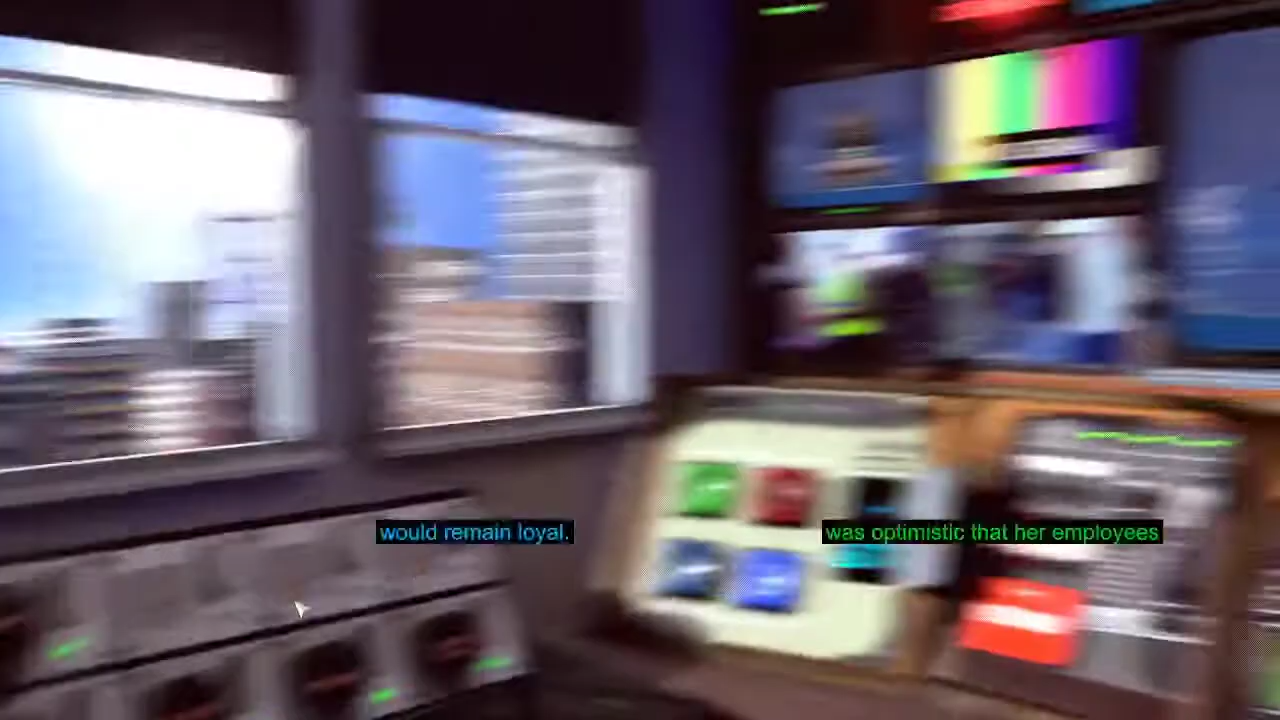 would remain loyal.
was optimistic that her employees